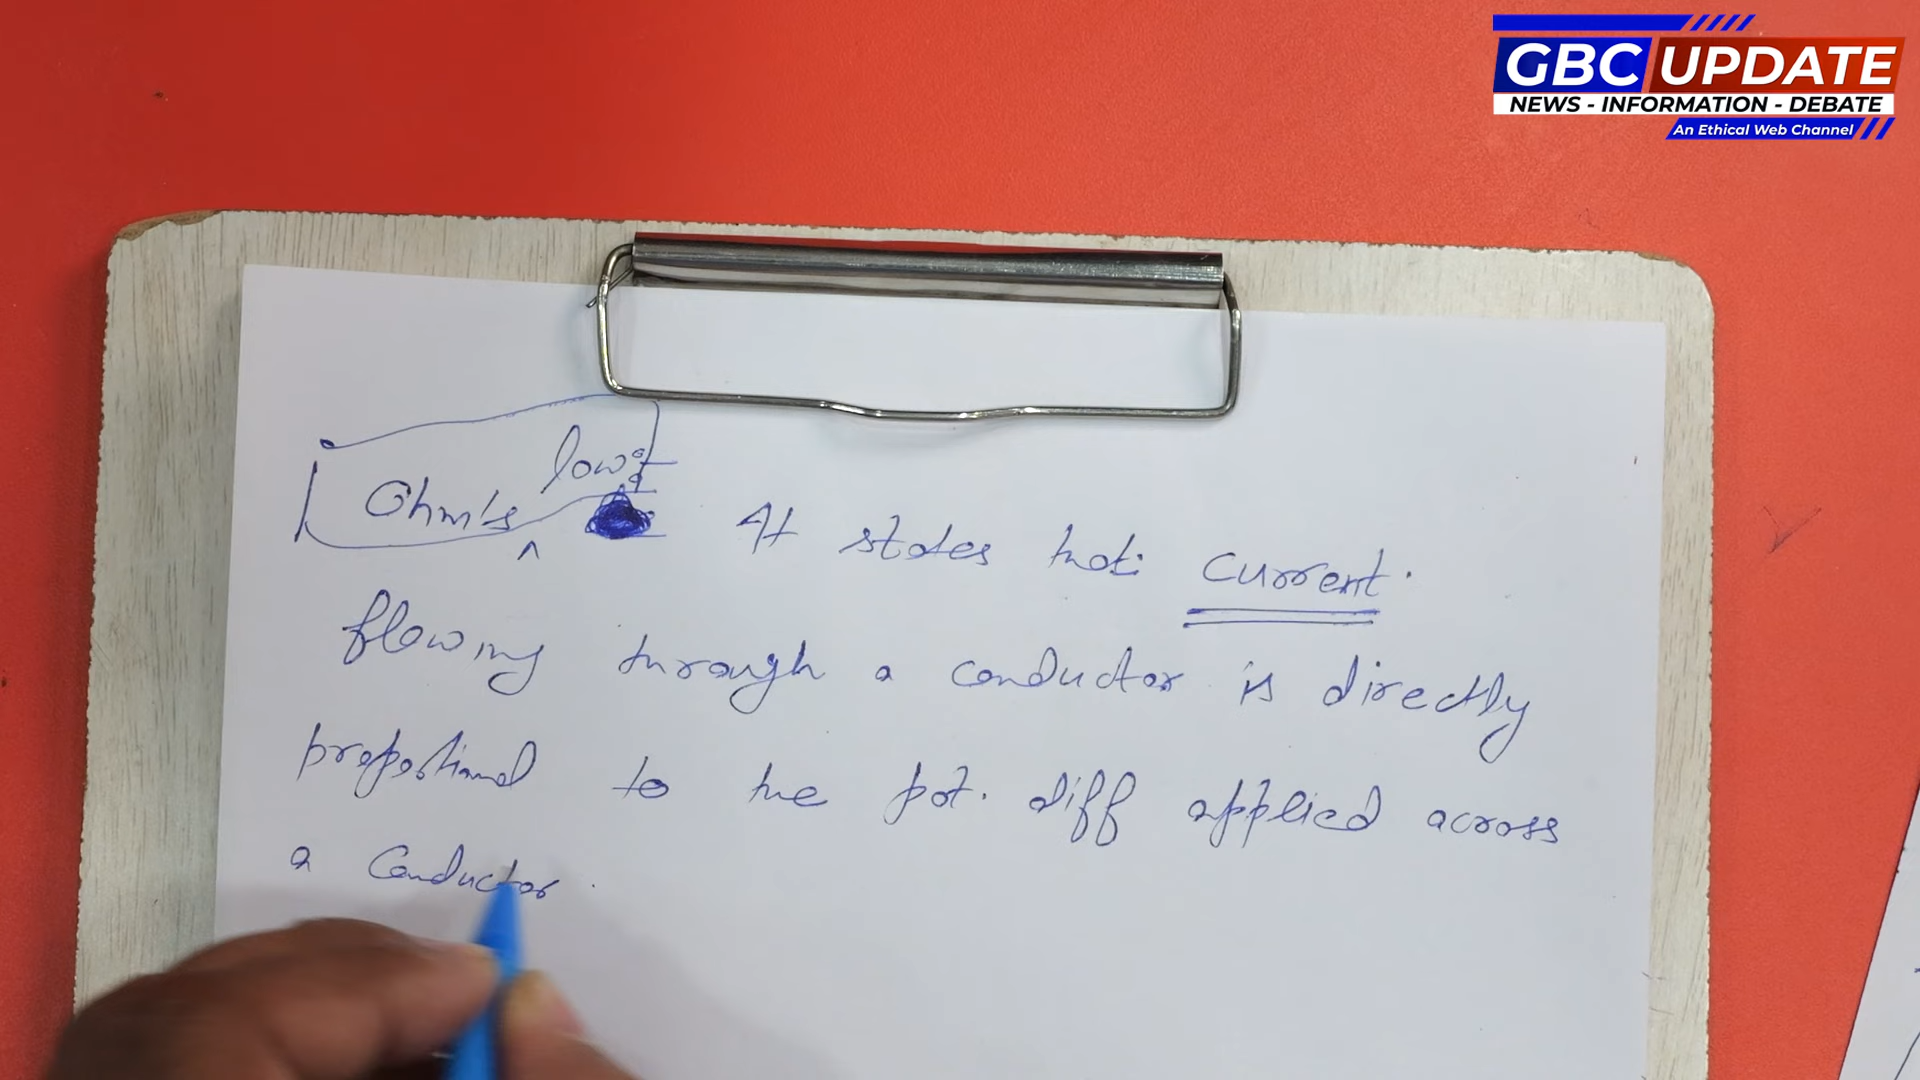 GBC UPDATE
NEWS - INFORMATION - DEBATE
An Ethical Web Channel
Ohm's low :- It states that current
flowing through a conductor is directly
proportional to the pot. diff applied across
a conductor.